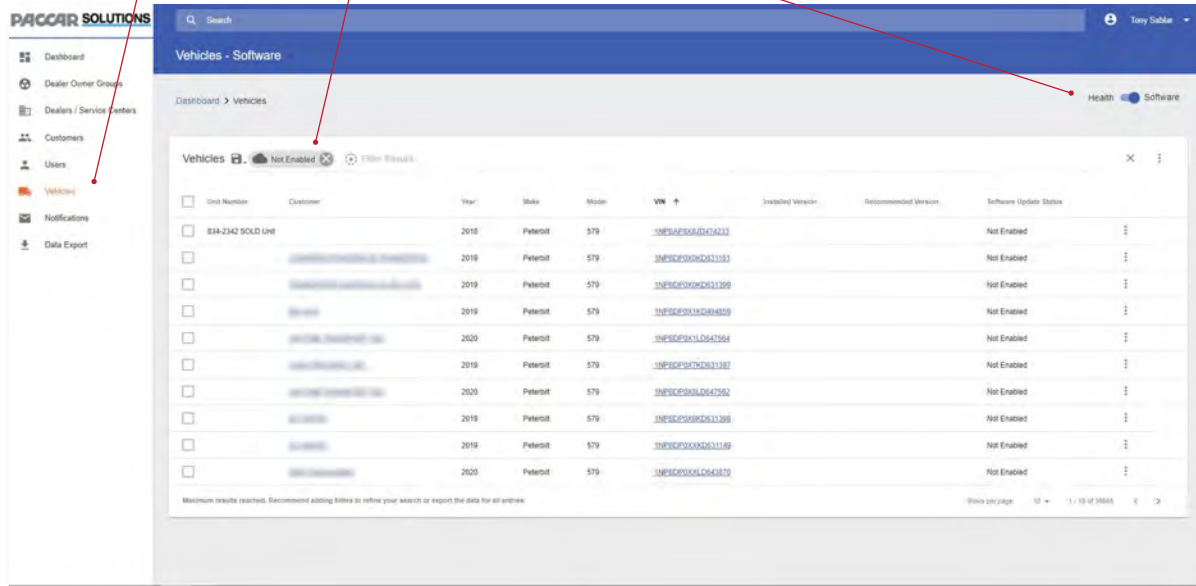 PACCAR SOLUTIONS
Search
Tony Sablar
Dashboard
Dealer Owner Groups
Dealers / Service Centers
Customers
Users
Vehicles
Notifications
Data Export
Vehicles - Software
Dashboard > Vehicles
Health Software
Vehicles Not Enabled Filter Results
Unit Number Customer Year Make Model VIN Installed Version Recommended Version Software Update Status
834-2342 SOLD Unit 2018 Peterbilt 579 Not Enabled
2019 Peterbilt 579 1NPBDP0X0KD631161 Not Enabled
2019 Peterbilt 579 1NPBDP0X0KD631399 Not Enabled
2019 Peterbilt 579 Not Enabled
2020 Peterbilt 579 1NPBDP0X1LD647564 Not Enabled
2019 Peterbilt 579 Not Enabled
2020 Peterbilt 579 Not Enabled
2019 Peterbilt 579 Not Enabled
2019 Peterbilt 579 Not Enabled
2020 Peterbilt 579 Not Enabled
Maximum results reached. Recommend adding filters to refine your search or export the data for all entries.
Rows per page: 10 1 - 10 of